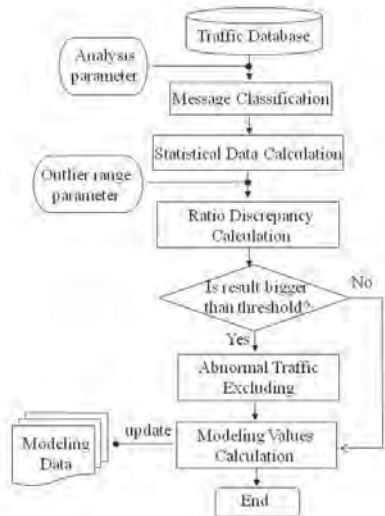 Traffic Database
Analysis
parameter
Message Classification
Statistical Data Calculation
Outlier range
parameter
Ratio Discrepancy
Calculation
Is result bigger
than threshold^
No
Yes
Abnormal Traffic
Excluding
Modeling
Data
update
Modeling Values
Calculation
End